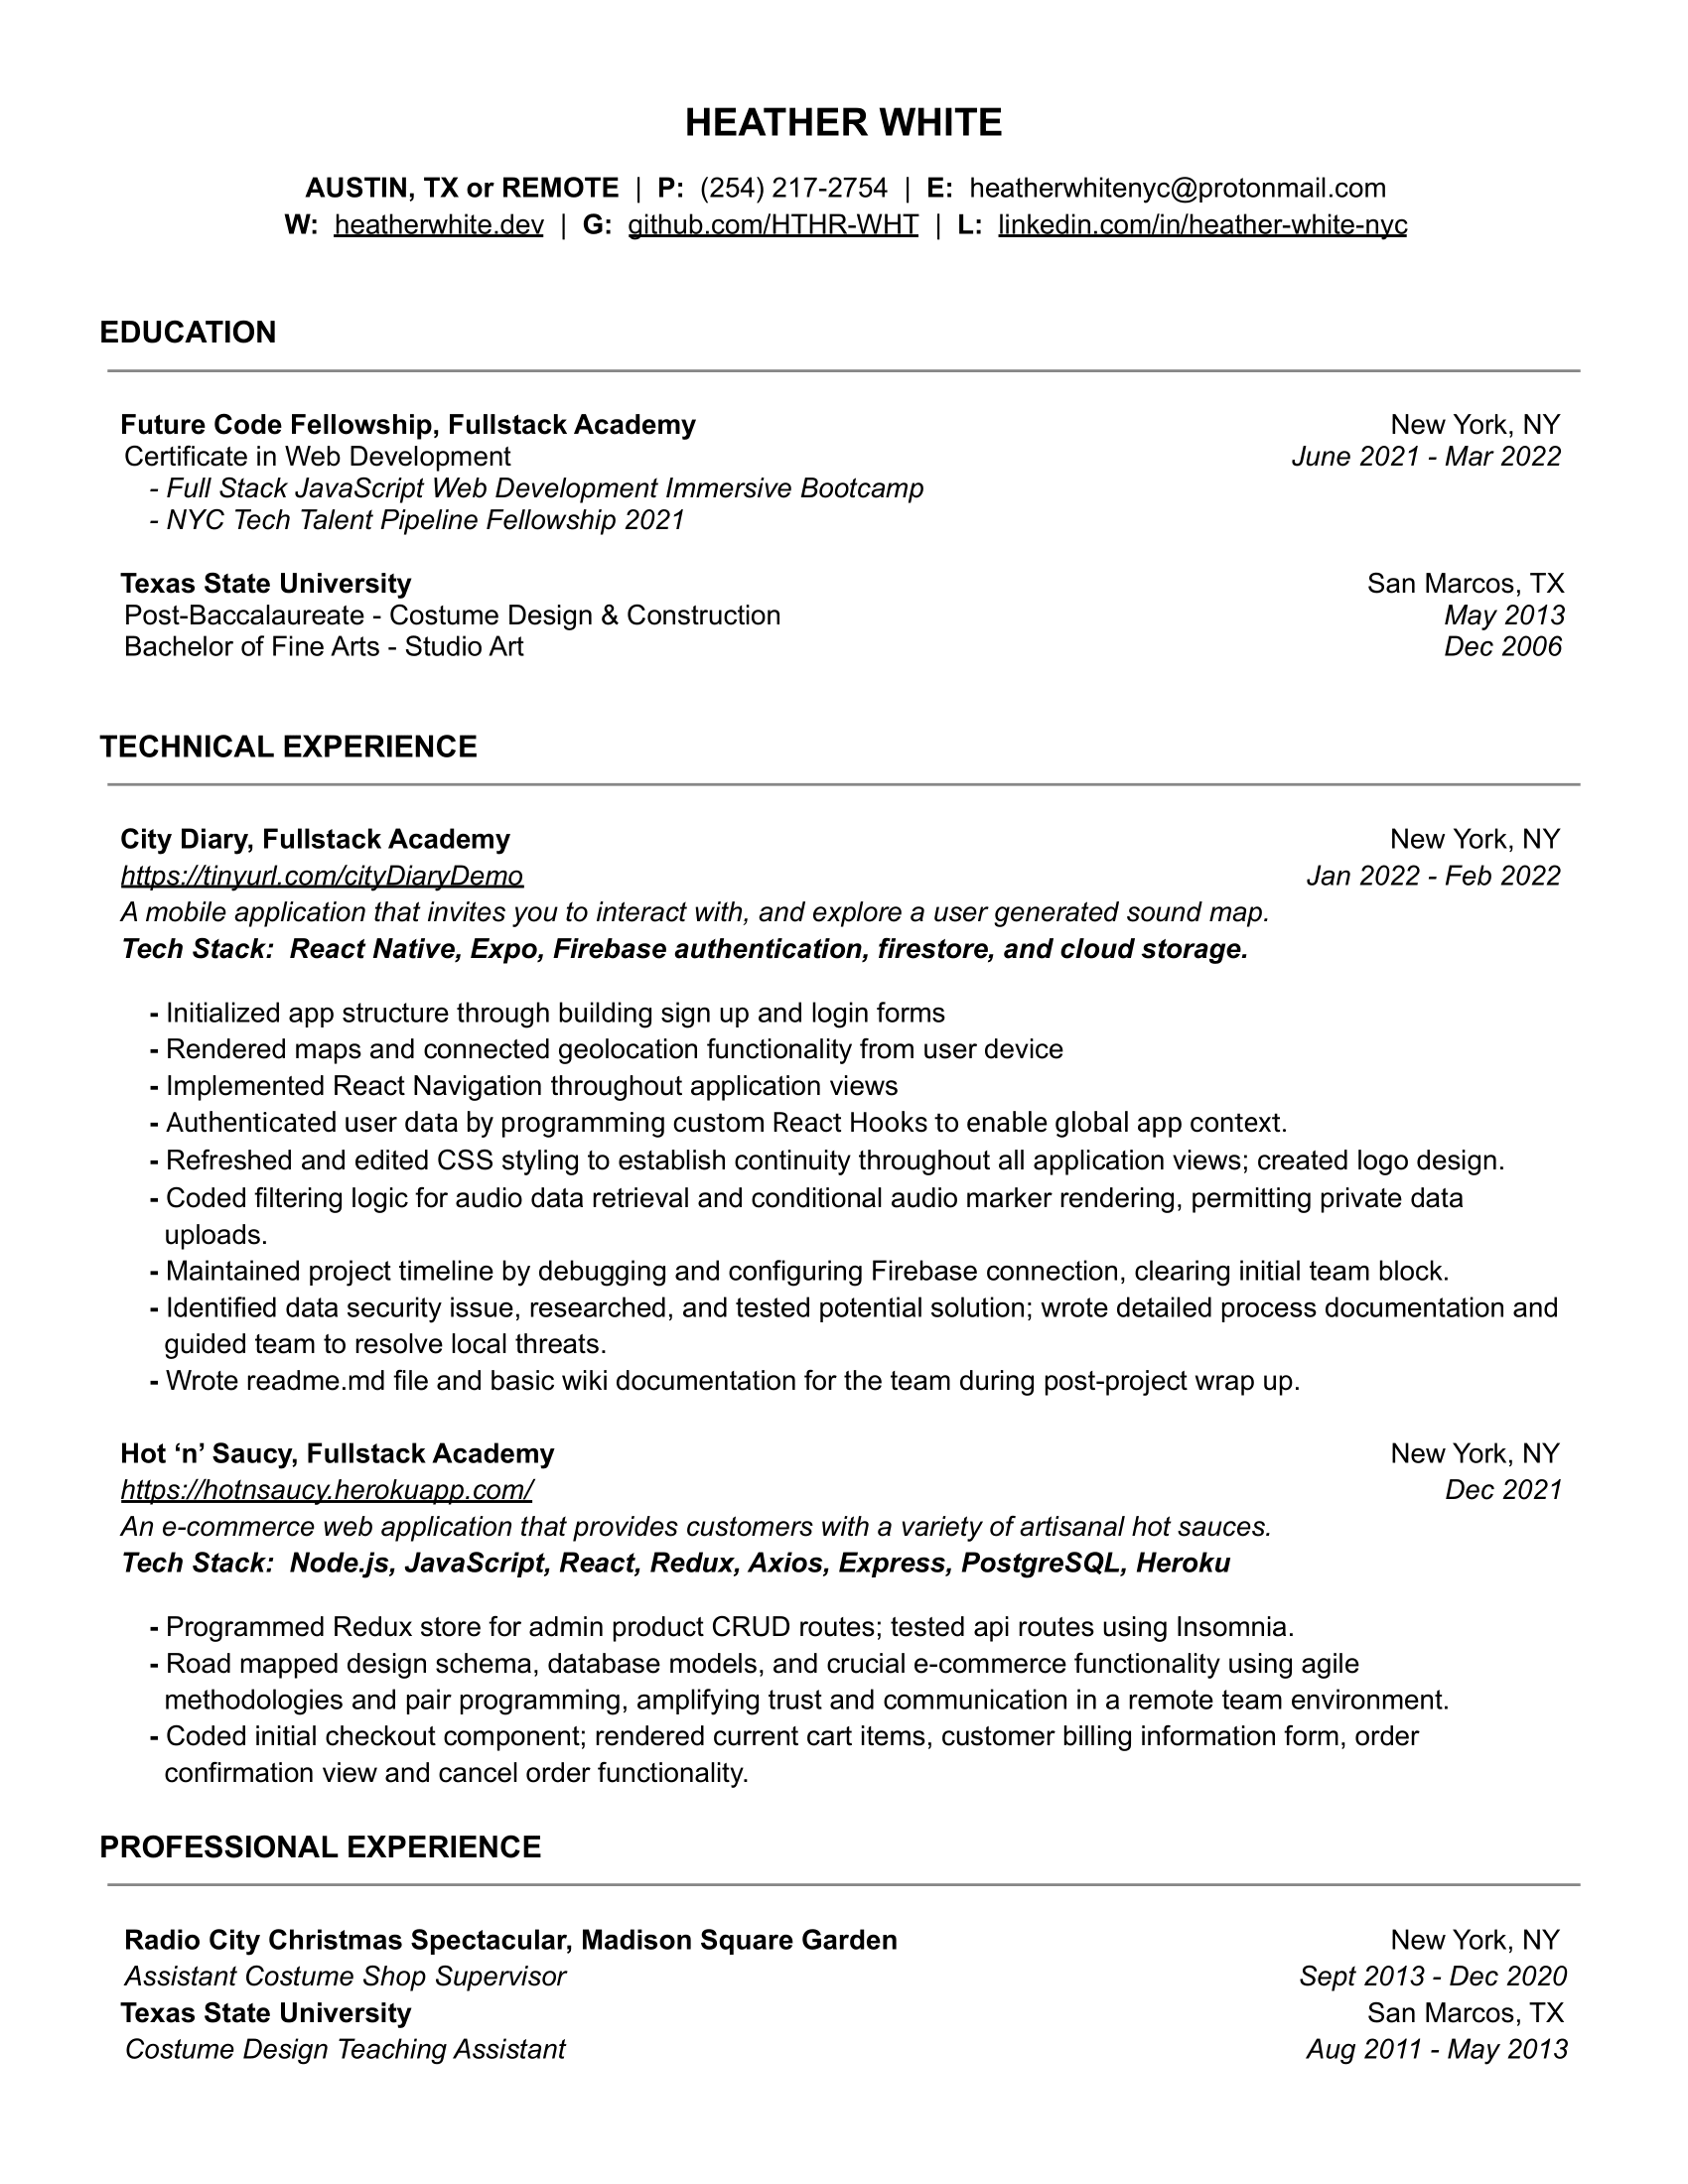 HEATHER WHITE
AUSTIN, TX or REMOTE | P: (254) 217-2754 | E: heatherwhitenyc@protonmail.com
W: heatherwhite.dev | G: github.com/HTHR-WHT | L: linkedin.com/in/heather-white-nyc
EDUCATION
Future Code Fellowship, Fullstack Academy New York, NY
Certificate in Web Development June 2021 - Mar 2022
- Full Stack JavaScript Web Development Immersive Bootcamp
- NYC Tech Talent Pipeline Fellowship 2021
Texas State University San Marcos, TX
Post-Baccalaureate - Costume Design & Construction May 2013
Bachelor of Fine Arts - Studio Art Dec 2006
TECHNICAL EXPERIENCE
City Diary, Fullstack Academy New York, NY
https://tinyurl.com/cityDiaryDemo Jan 2022 - Feb 2022
A mobile application that invites you to interact with, and explore a user generated sound map.
Tech Stack: React Native, Expo, Firebase authentication, firestore, and cloud storage.
- Initialized app structure through building sign up and login forms
- Rendered maps and connected geolocation functionality from user device
- Implemented React Navigation throughout application views
- Authenticated user data by programming custom React Hooks to enable global app context.
- Refreshed and edited CSS styling to establish continuity throughout all application views; created logo design.
- Coded filtering logic for audio data retrieval and conditional audio marker rendering, permitting private data
uploads.
- Maintained project timeline by debugging and configuring Firebase connection, clearing initial team block.
- Identified data security issue, researched, and tested potential solution; wrote detailed process documentation and
guided team to resolve local threats.
- Wrote readme.md file and basic wiki documentation for the team during post-project wrap up.
Hot ‘n’ Saucy, Fullstack Academy New York, NY
https://hotnsaucy.herokuapp.com/ Dec 2021
An e-commerce web application that provides customers with a variety of artisanal hot sauces.
Tech Stack: Node.js, JavaScript, React, Redux, Axios, Express, PostgreSQL, Heroku
- Programmed Redux store for admin product CRUD routes; tested api routes using Insomnia.
- Road mapped design schema, database models, and crucial e-commerce functionality using agile
methodologies and pair programming, amplifying trust and communication in a remote team environment.
- Coded initial checkout component; rendered current cart items, customer billing information form, order
confirmation view and cancel order functionality.
PROFESSIONAL EXPERIENCE
Radio City Christmas Spectacular, Madison Square Garden New York, NY
Assistant Costume Shop Supervisor Sept 2013 - Dec 2020
Texas State University San Marcos, TX
Costume Design Teaching Assistant Aug 2011 - May 2013